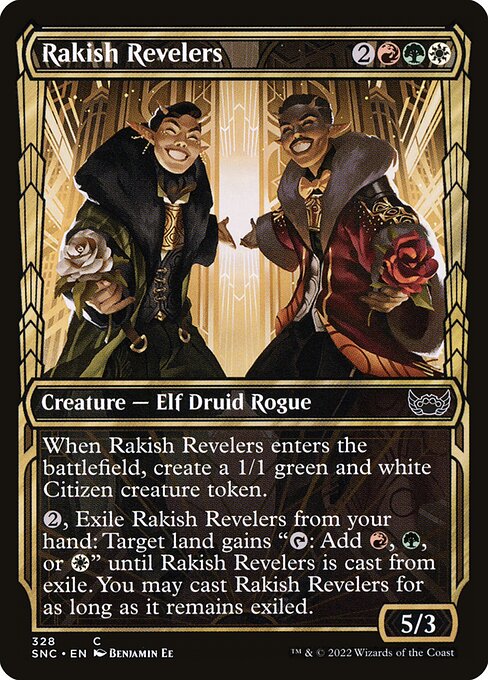 Rakish Revelers 2
Creature — Elf Druid Rogue
When Rakish Revelers enters the
battlefield, create a 1/1 green and white
Citizen creature token.
2, Exile Rakish Revelers from your
hand: Target land gains “: Add , ,
or ” until Rakish Revelers is cast from
exile. You may cast Rakish Revelers for
as long as it remains exiled.
5/3
328 C
SNC • EN Benjamin Ee
™ & © 2022 Wizards of the Coast